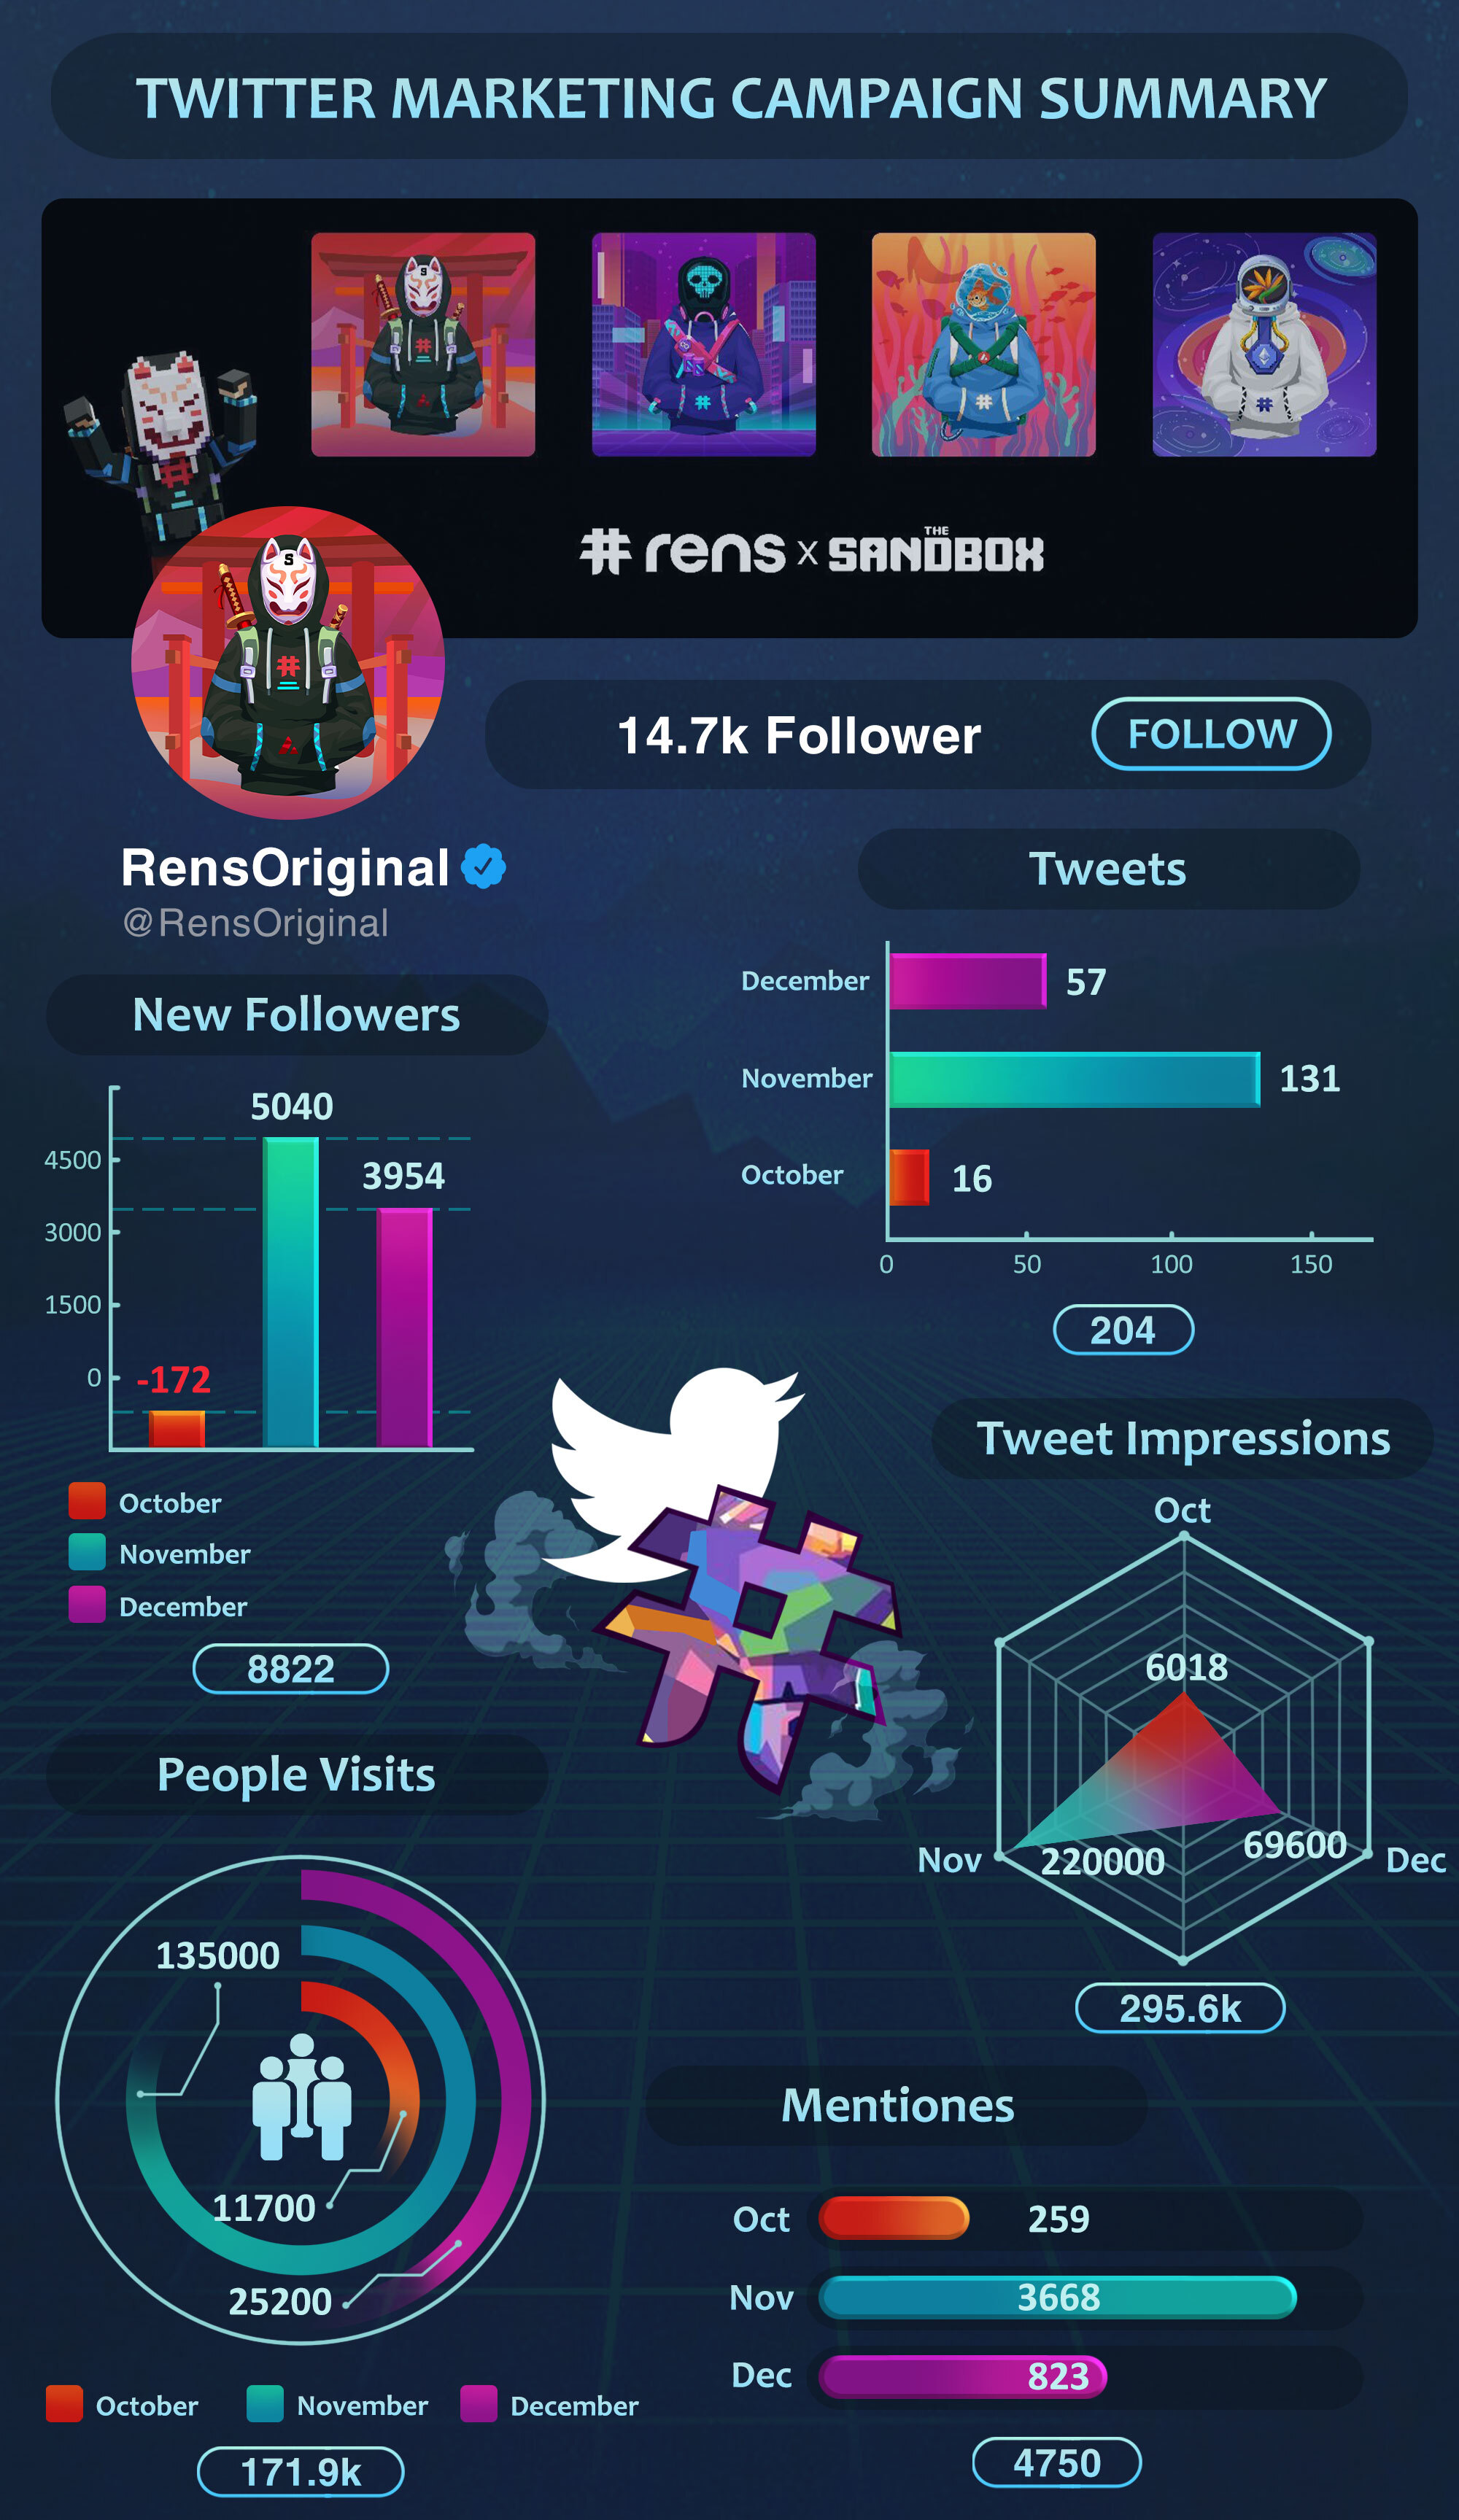 TWITTER MARKETING CAMPAIGN SUMMARY
# rens x THE SANDBOX
14.7k Follower
FOLLOW
RensOriginal
@RensOriginal
Tweets
December 57
November 131
October 16
0 50 100 150
204
New Followers
5040
4500
3954
3000
1500
0 -172
October
November
December
8822
Tweet Impressions
Oct
6018
Nov 220000
69600 Dec
295.6k
People Visits
135000
11700
25200
October November December
171.9k
Mentiones
Oct 259
Nov 3668
Dec 823
4750